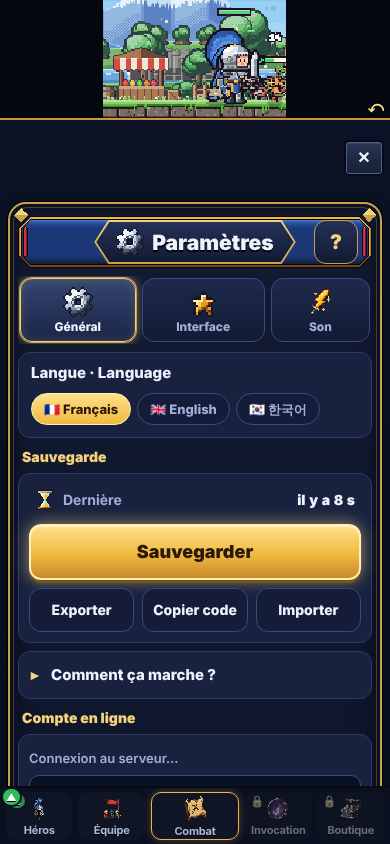 ×
Paramètres
?
Général
Interface
Son
Langue · Language
🇫🇷 Français
🇬🇧 English
🇰🇷 한국어
Sauvegarde
Dernière
il y a 8 s
Sauvegarder
Exporter
Copier code
Importer
► Comment ça marche ?
Compte en ligne
Connexion au serveur...
Héros
Équipe
Combat
Invocation
Boutique